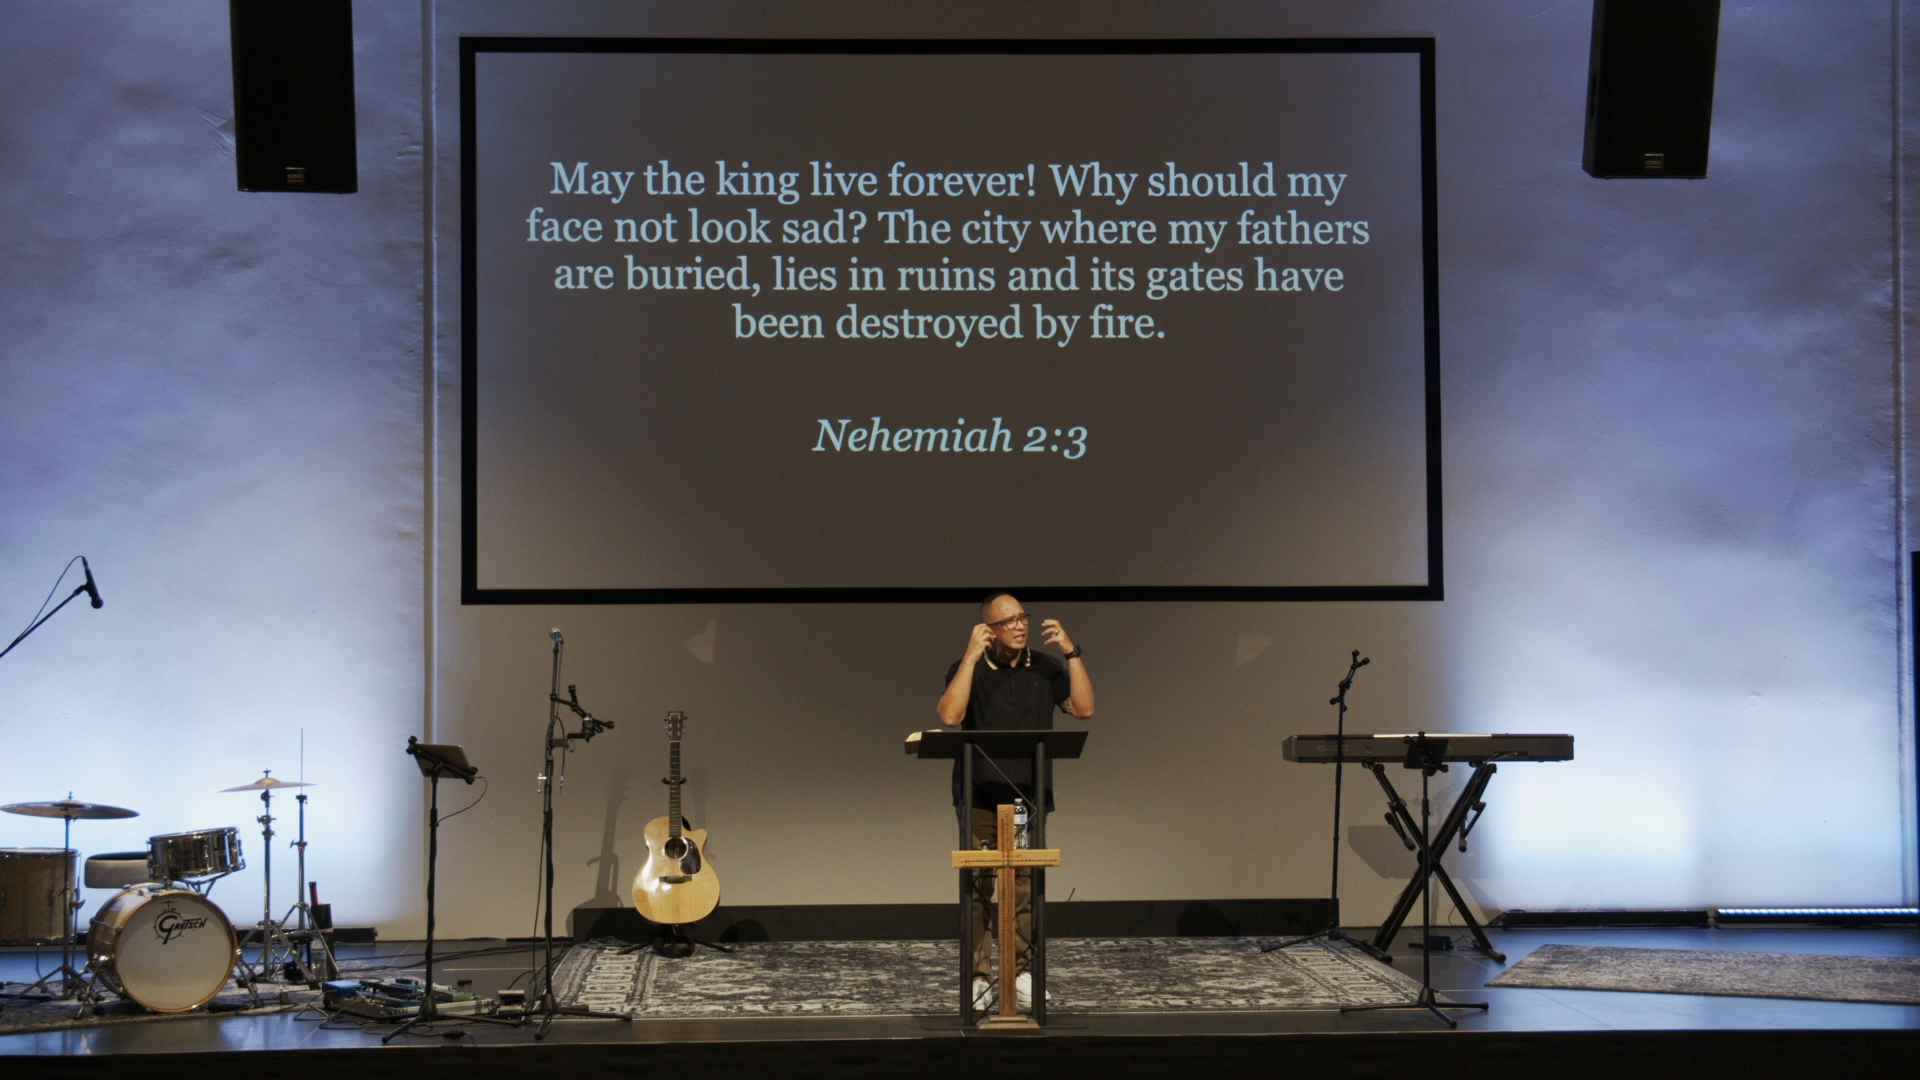 May the king live forever! Why should my
face not look sad? The city where my fathers
are buried, lies in ruins and its gates have
been destroyed by fire.
Nehemiah 2:3
GRETSCH